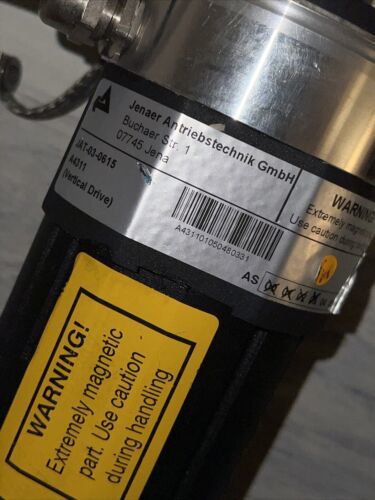 Jenaer Antriebstechnik GmbH
Buchaer Str. 1
07745 Jena
JAT-03-0615
A4311
(Vertical Drive)
A431101050480331
AS
WARNING!
Extremely magnetic
Use caution
during
WARNING!
Extremely magnetic
part. Use caution
during handling